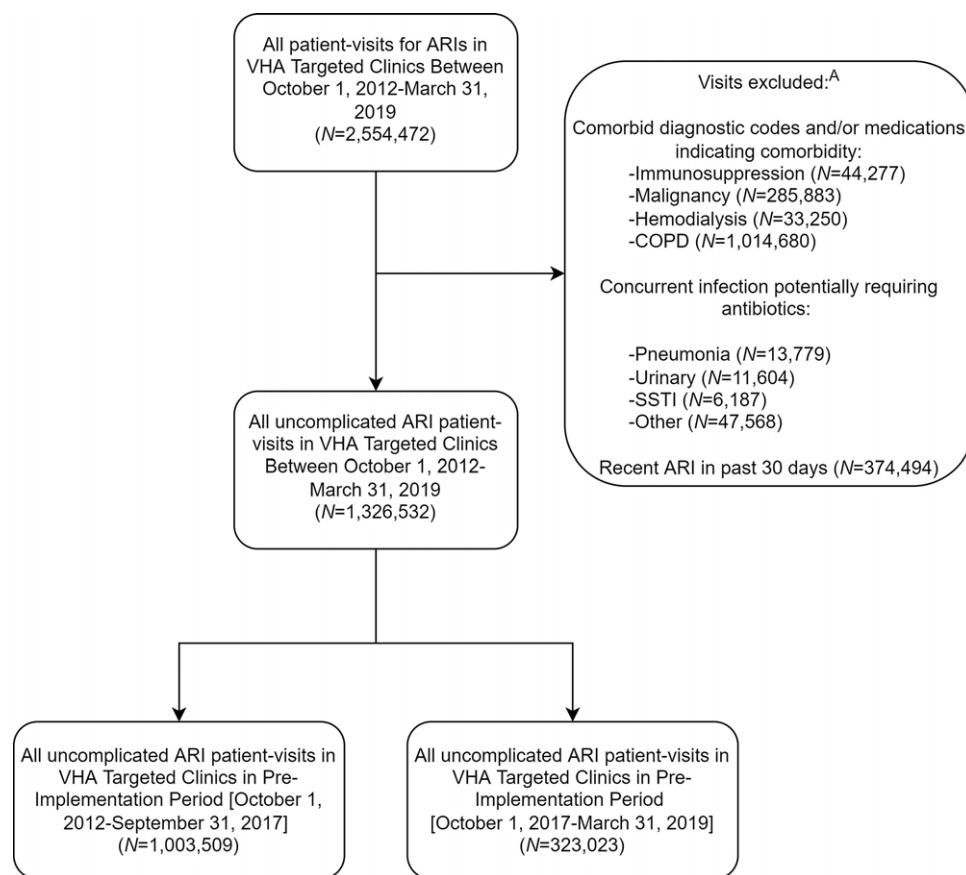 All patient-visits for ARIs in
VHA Targeted Clinics Between
October 1, 2012-March 31,
2019
(N=2,554,472)
Visits excluded:A
Comorbid diagnostic codes and/or medications
indicating comorbidity:
-Immunosuppression (N=44,277)
-Malignancy (N=285,883)
-Hemodialysis (N=33,250)
-COPD (N=1,014,680)
Concurrent infection potentially requiring
antibiotics:
-Pneumonia (N=13,779)
-Urinary (N=11,604)
-SSTI (N=6,187)
-Other (N=47,568)
Recent ARI in past 30 days (N=374,494)
All uncomplicated ARI patient-
visits in VHA Targeted Clinics
Between October 1, 2012-
March 31, 2019
(N=1,326,532)
All uncomplicated ARI patient-visits in
VHA Targeted Clinics in Pre-
Implementation Period [October 1,
2012-September 31, 2017]
(N=1,003,509)
All uncomplicated ARI patient-visits in
VHA Targeted Clinics in Pre-
Implementation Period
[October 1, 2017-March 31, 2019]
(N=323,023)